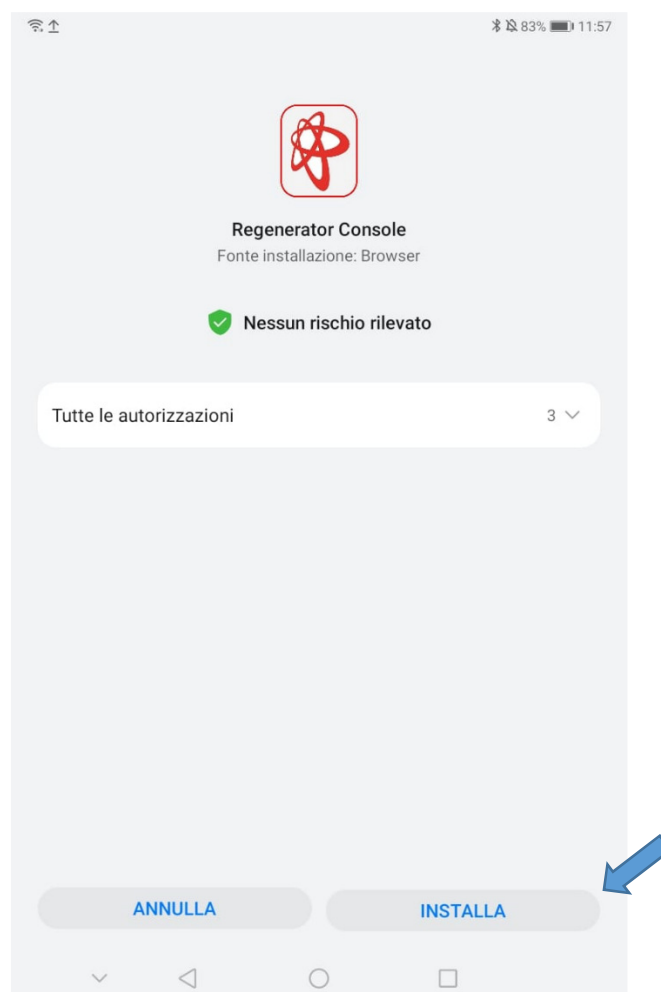 83% 11:57
Regenerator Console
Fonte installazione: Browser
Nessun rischio rilevato
Tutte le autorizzazioni 3
ANNULLA INSTALLA